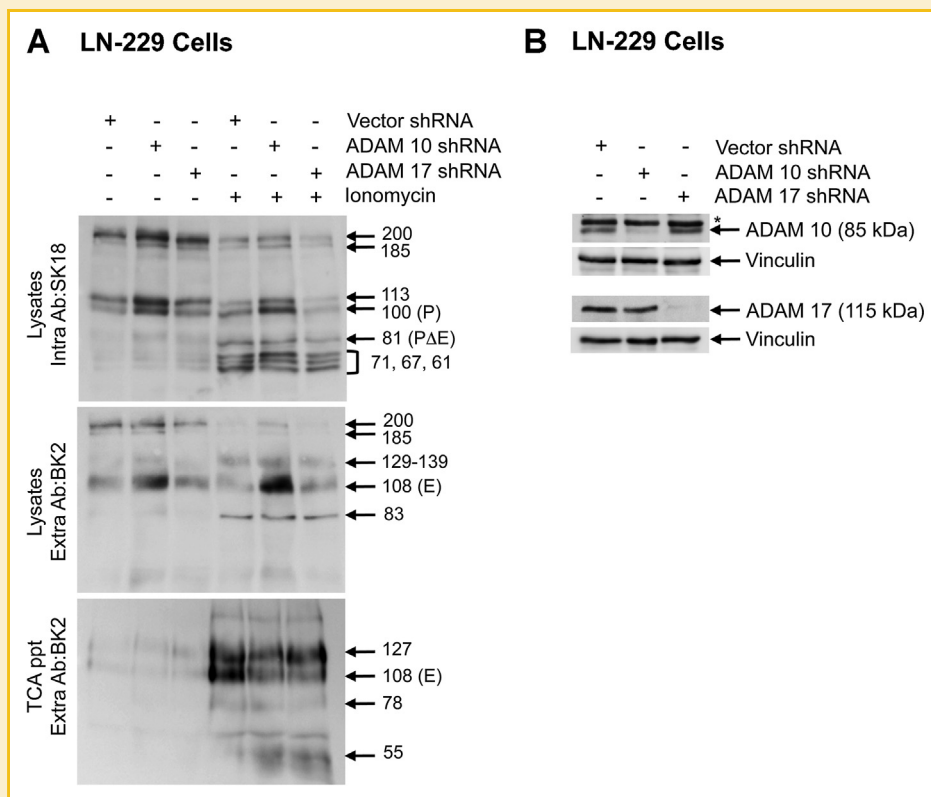 A LN-229 Cells
+ - - + - - Vector shRNA
- + - - + - ADAM 10 shRNA
- - + - - + ADAM 17 shRNA
- - - + + + Ionomycin
Lysates
Intra Ab:SK18
200
185
113
100 (P)
81 (PΔE)
71, 67, 61
Lysates
Extra Ab:BK2
200
185
129-139
108 (E)
83
TCA ppt
Extra Ab:BK2
127
108 (E)
78
55
B LN-229 Cells
+ - - Vector shRNA
- + - ADAM 10 shRNA
- - + ADAM 17 shRNA
* ADAM 10 (85 kDa)
Vinculin
ADAM 17 (115 kDa)
Vinculin